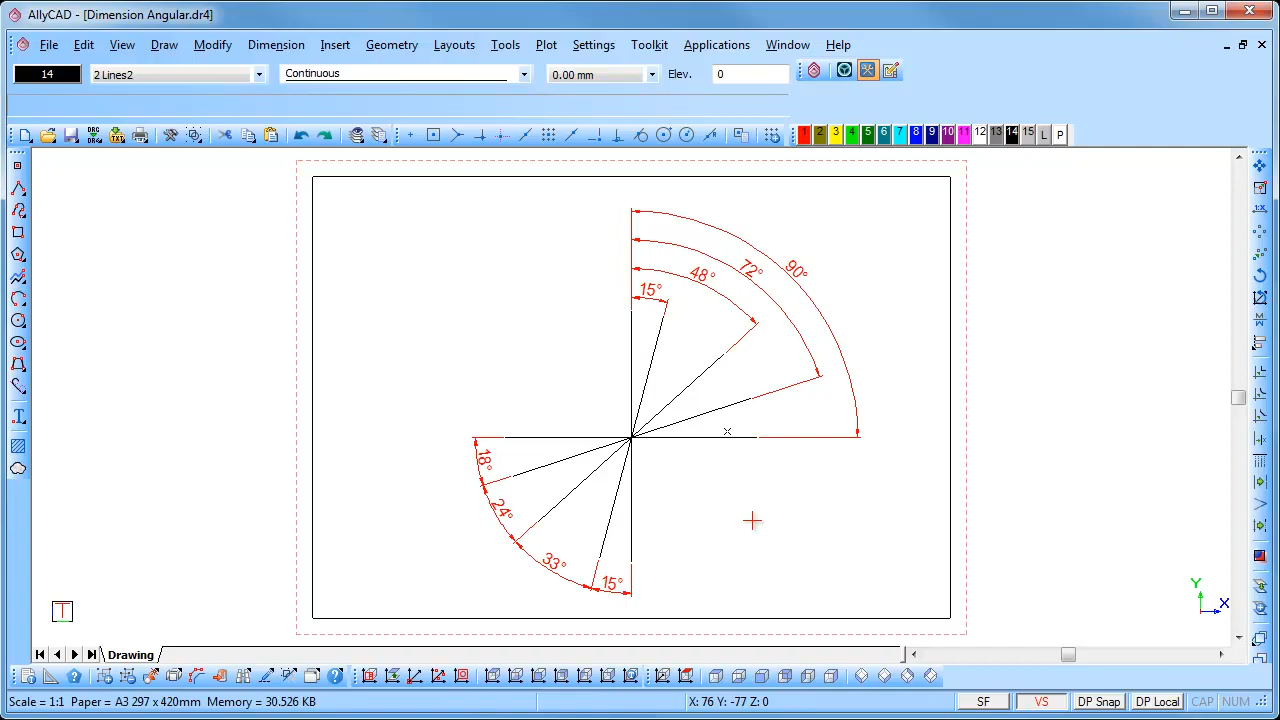 AllyCAD - [Dimension Angular.dr4]
File Edit View Draw Modify Dimension Insert Geometry Layouts Tools Plot Settings Toolkit Applications Window Help
14 2 Lines2 Continuous 0.00 mm Elev. 0
DRG DR4 TXT 1 2 3 4 5 6 7 8 9 10 11 12 13 14 15 L P
90°
72°
48°
15°
18°
24°
33°
15°
T
Y
X
Drawing
Scale = 1:1 Paper = A3 297 x 420mm Memory = 30.526 KB X: 76 Y: -77 Z: 0 SF VS DP Snap DP Local CAP NUM